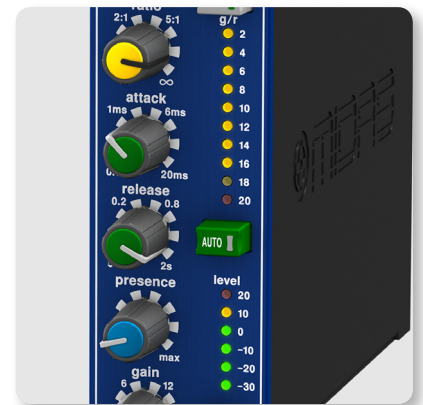 ratio
g/r
2:1 5:1
∞
2
4
6
8
10
12
14
16
18
20
attack
1ms 6ms
20ms
release
0.2 0.8
2s
AUTO
presence
max
level
20
10
0
-10
-20
-30
gain
6 12